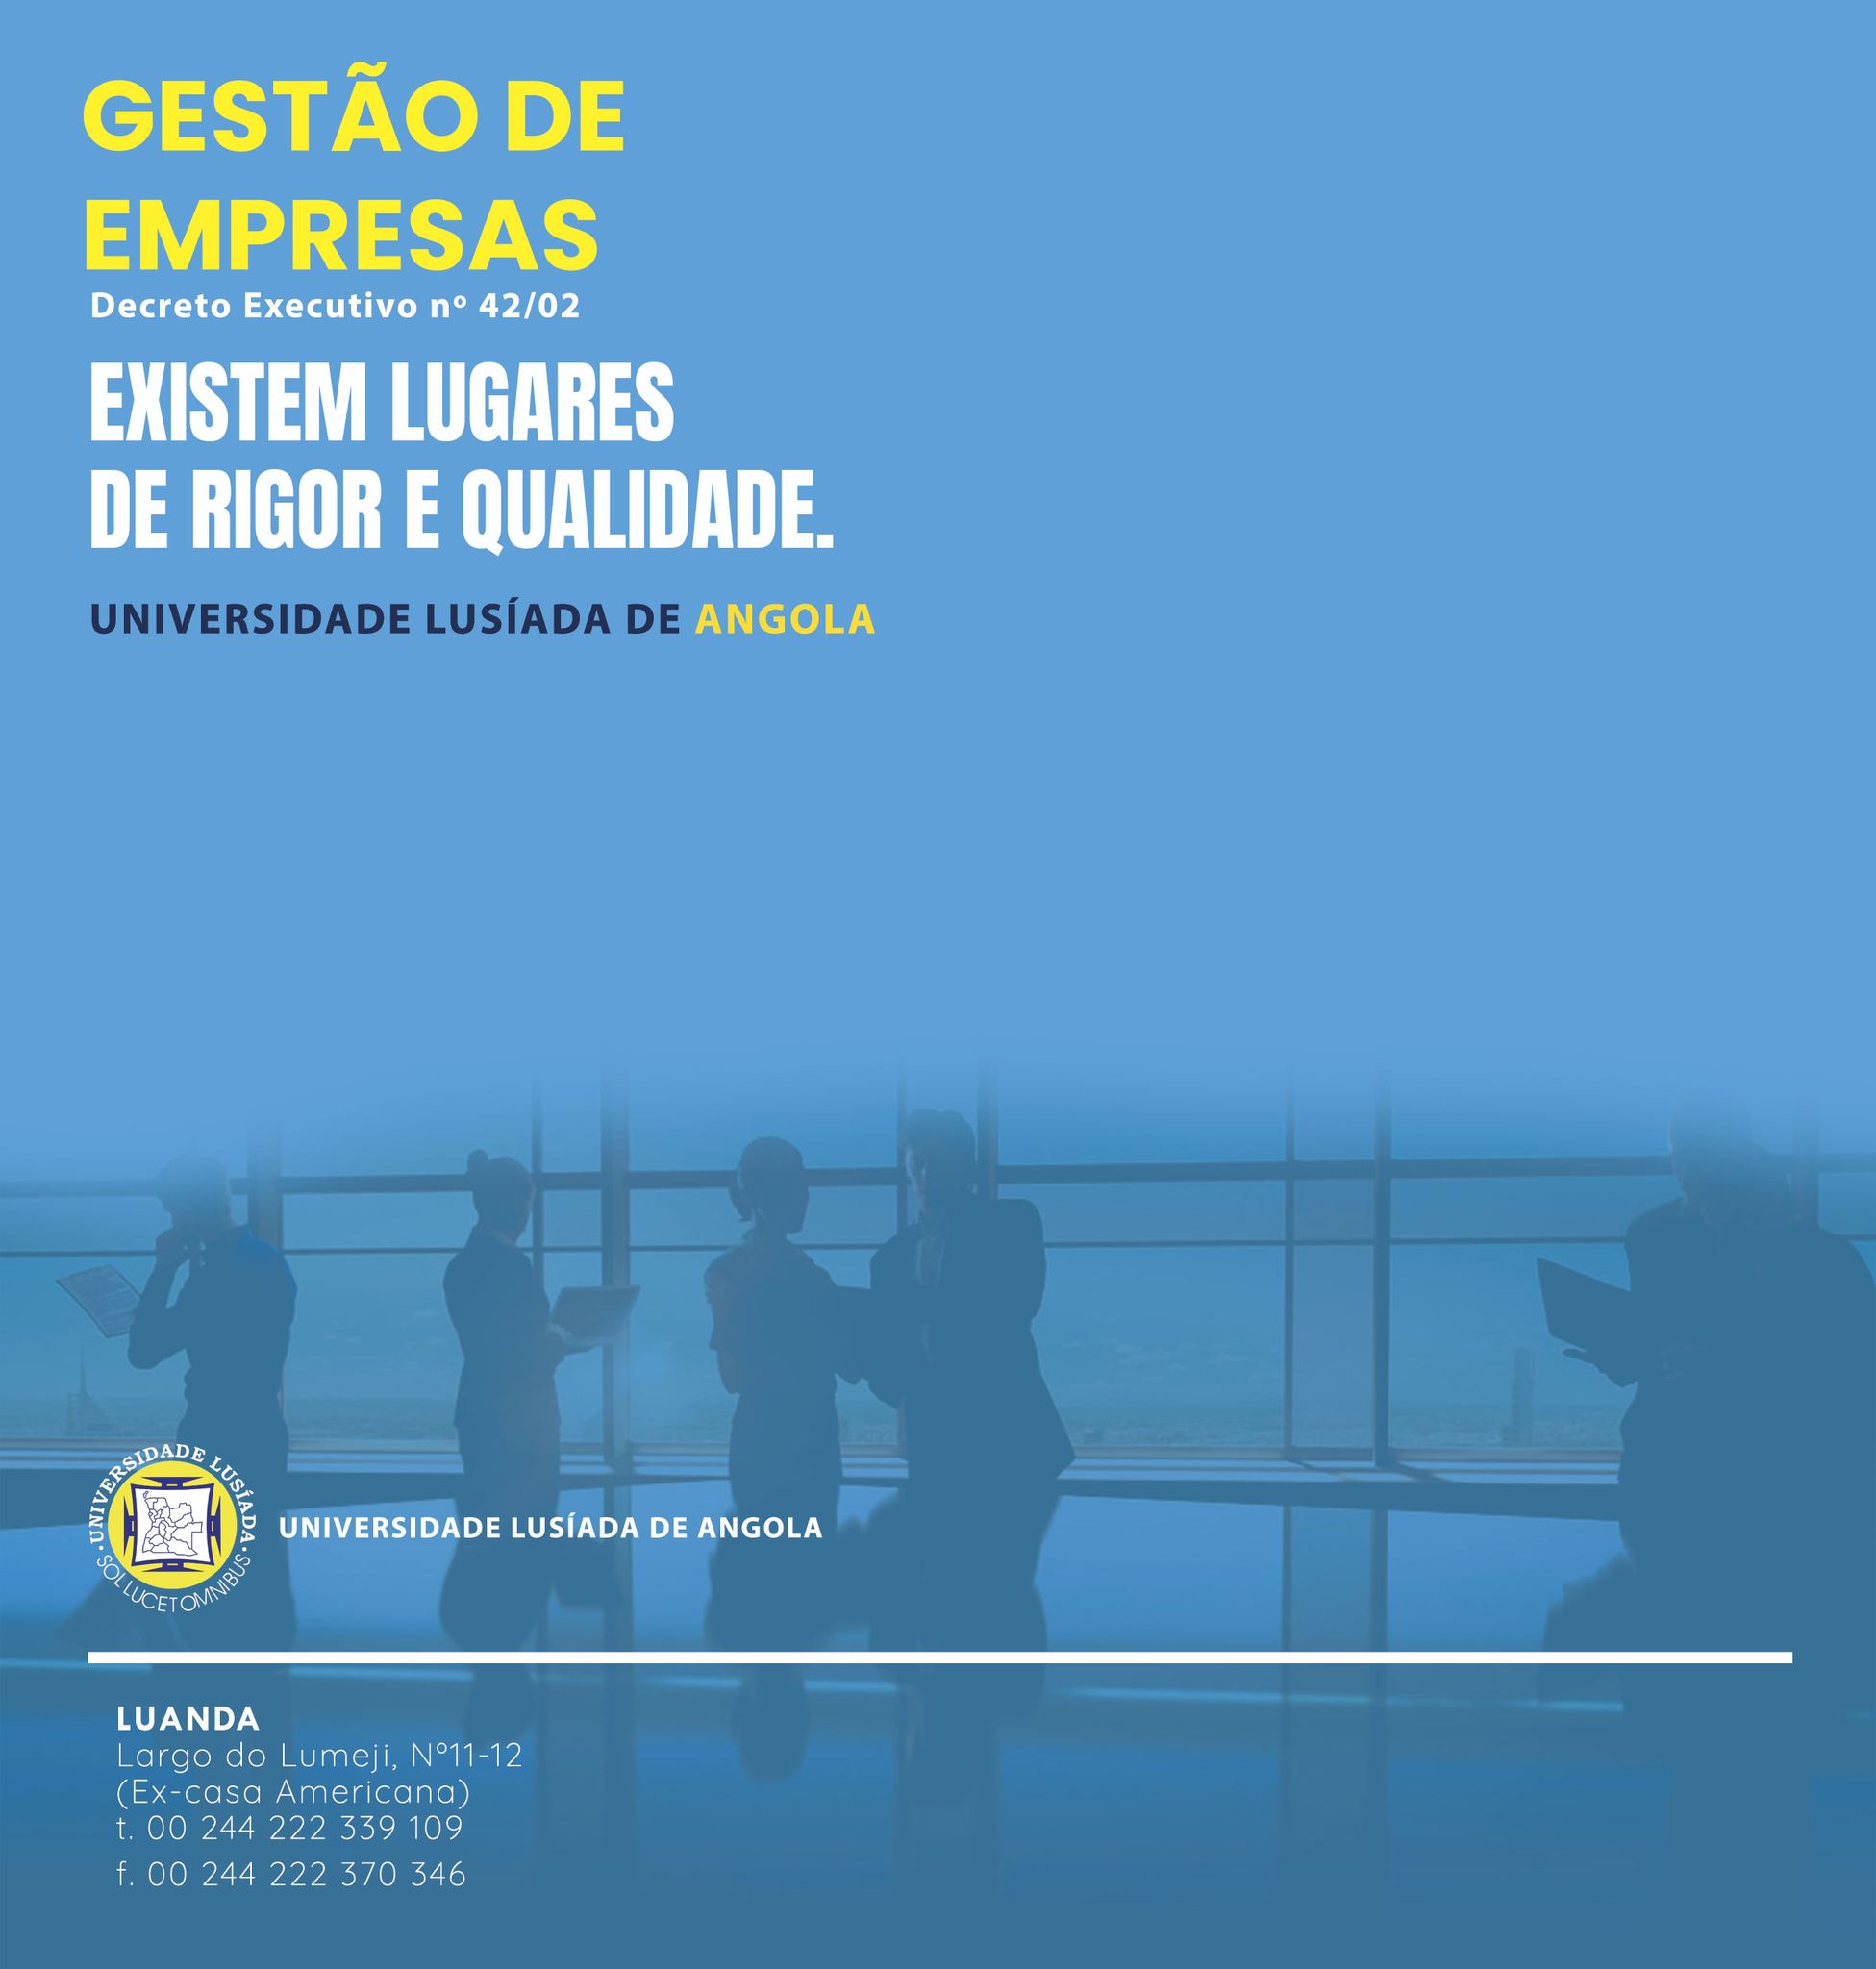 GESTÃO DE
EMPRESAS
Decreto Executivo nº 42/02
EXISTEM LUGARES
DE RIGOR E QUALIDADE.
UNIVERSIDADE LUSÍADA DE ANGOLA
·UNIVERSIDADE LUSÍADA·
SOL LUCET OMNIBUS
UNIVERSIDADE LUSÍADA DE ANGOLA
LUANDA
Largo do Lumeji, Nº11-12
(Ex-casa Americana)
t. 00 244 222 339 109
f. 00 244 222 370 346